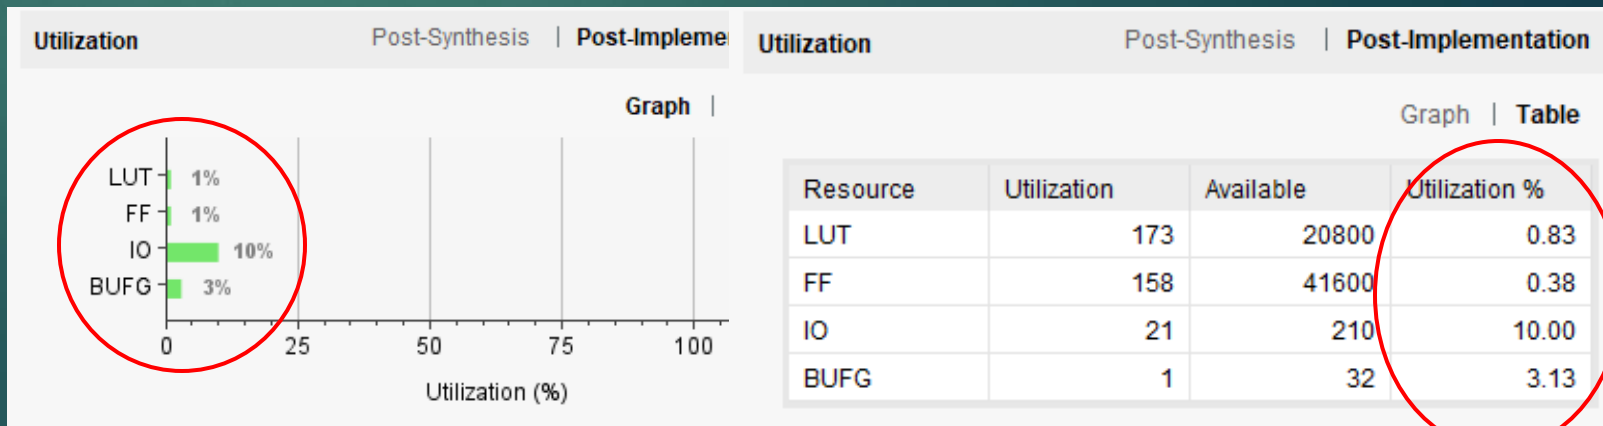 Utilization
Post-Synthesis | Post-Impleme
Graph |
LUT 1%
FF 1%
IO 10%
BUFG 3%
0 25 50 75 100
Utilization (%)
Utilization
Post-Synthesis | Post-Implementation
Graph | Table
Resource Utilization Available Utilization %
LUT 173 20800 0.83
FF 158 41600 0.38
IO 21 210 10.00
BUFG 1 32 3.13